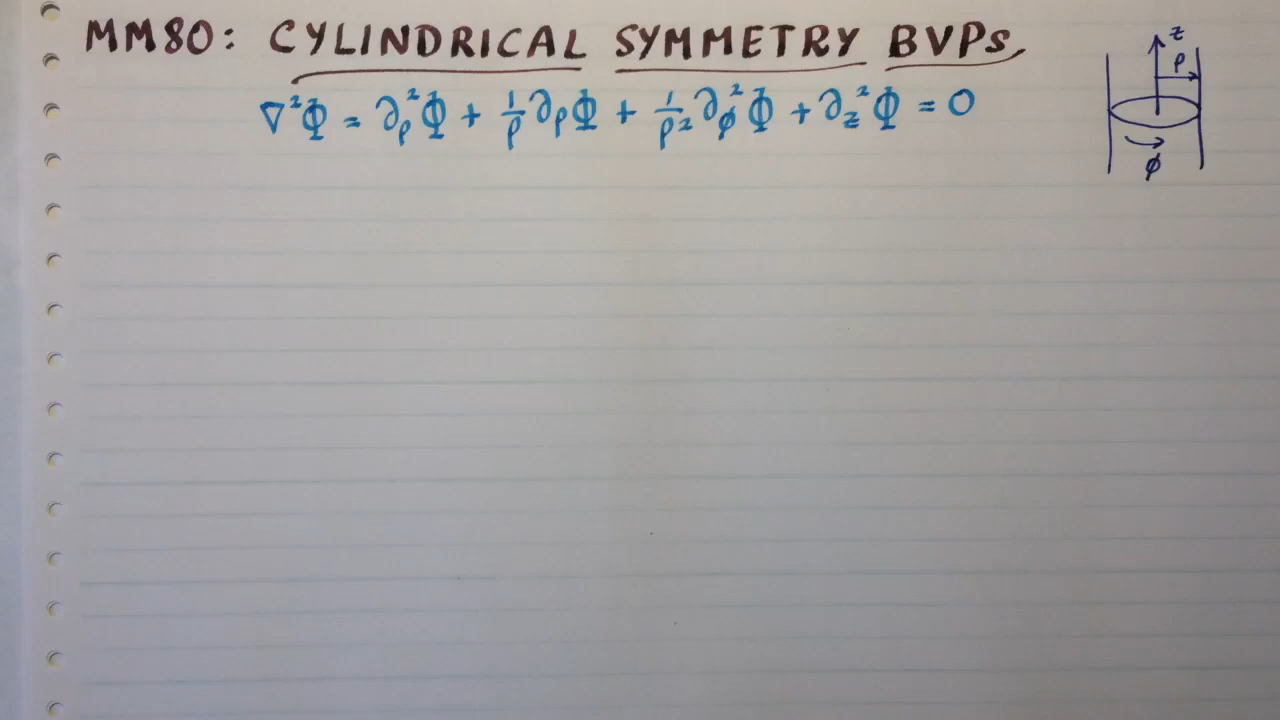 MM80: CYLINDRICAL SYMMETRY BVPs
∇²Φ = ∂ρ²Φ + 1/ρ ∂ρΦ + 1/ρ² ∂ϕ²Φ + ∂z²Φ = 0
z
ρ
ϕ